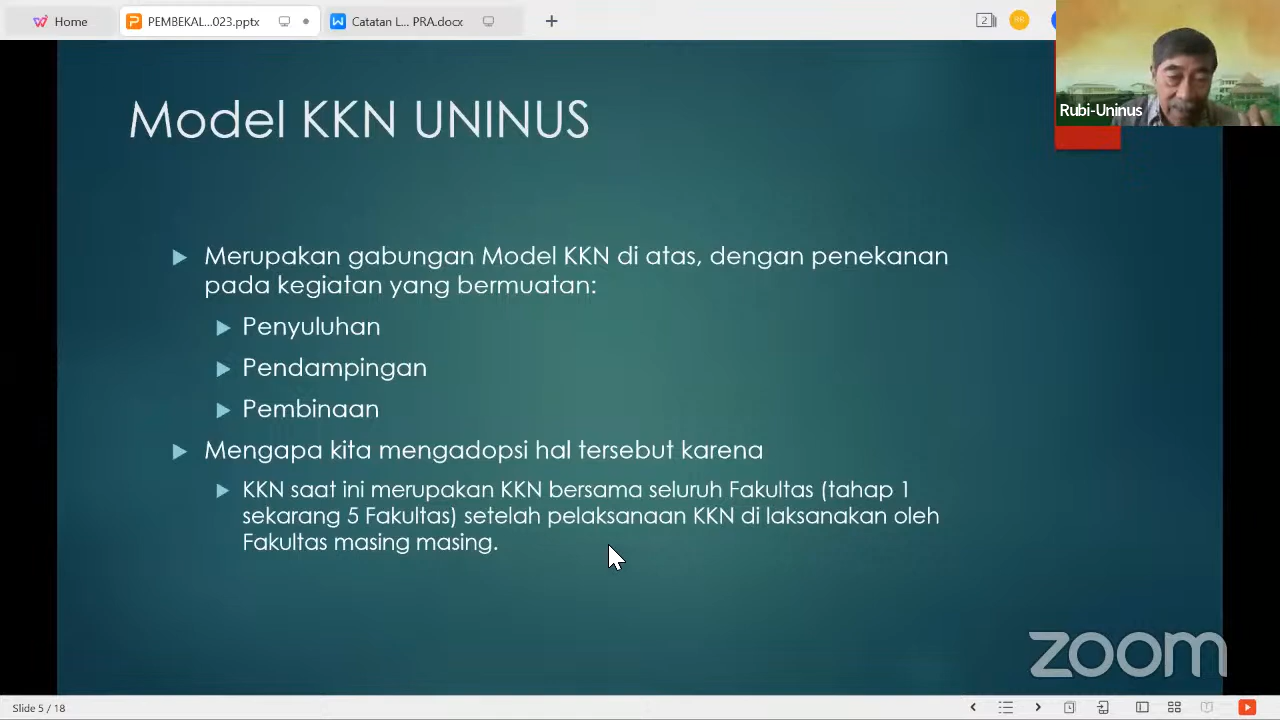 Home
PEMBEKAL...023.pptx
Catatan L... PRA.docx
2
Rubi-Uninus
Model KKN UNINUS
Merupakan gabungan Model KKN di atas, dengan penekanan
pada kegiatan yang bermuatan:
Penyuluhan
Pendampingan
Pembinaan
Mengapa kita mengadopsi hal tersebut karena
KKN saat ini merupakan KKN bersama seluruh Fakultas (tahap 1
sekarang 5 Fakultas) setelah pelaksanaan KKN di laksanakan oleh
Fakultas masing masing.
zoom
Slide 5 / 18